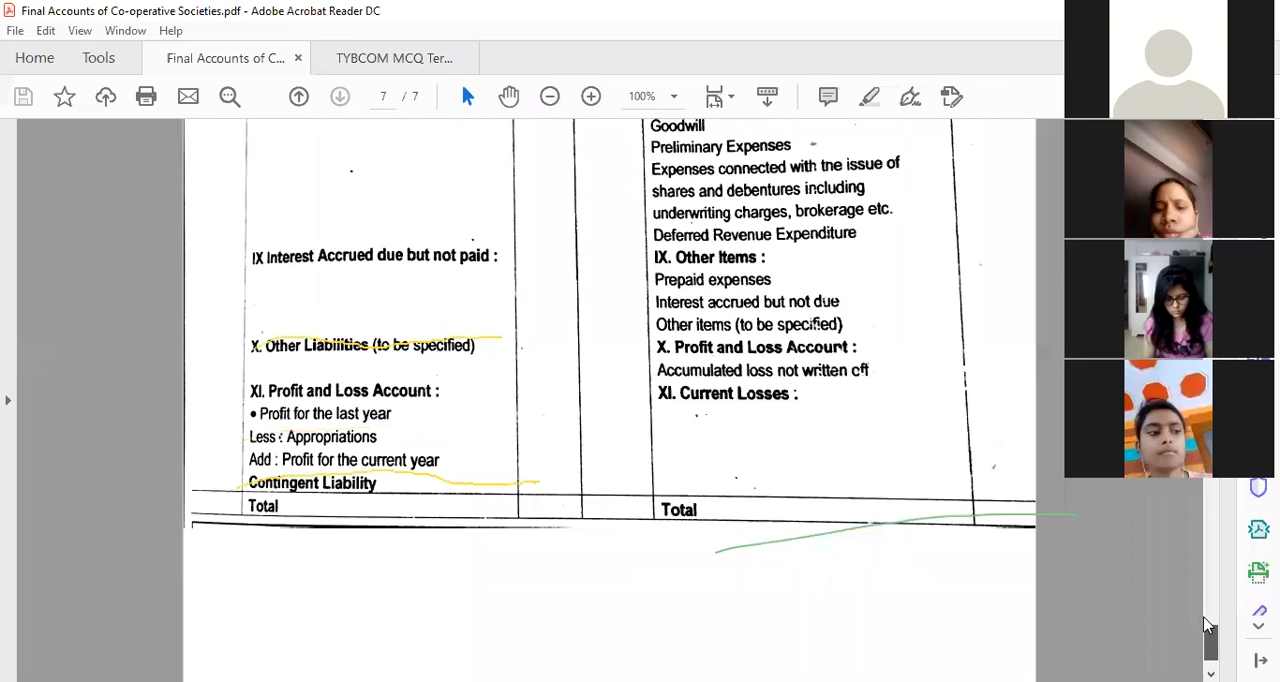 Final Accounts of Co-operative Societies.pdf - Adobe Acrobat Reader DC
File Edit View Window Help
Home Tools Final Accounts of C... × TYBCOM MCQ Ter...
7 / 7 100%
IX Interest Accrued due but not paid :
X. Other Liabilities (to be specified)
XI. Profit and Loss Account :
• Profit for the last year
Less : Appropriations
Add : Profit for the current year
Contingent Liability
Total
Goodwill
Preliminary Expenses
Expenses connected with the issue of
shares and debentures including
underwriting charges, brokerage etc.
Deferred Revenue Expenditure
IX. Other Items :
Prepaid expenses
Interest accrued but not due
Other items (to be specified)
X. Profit and Loss Account :
Accumulated loss not written off
XI. Current Losses :
Total